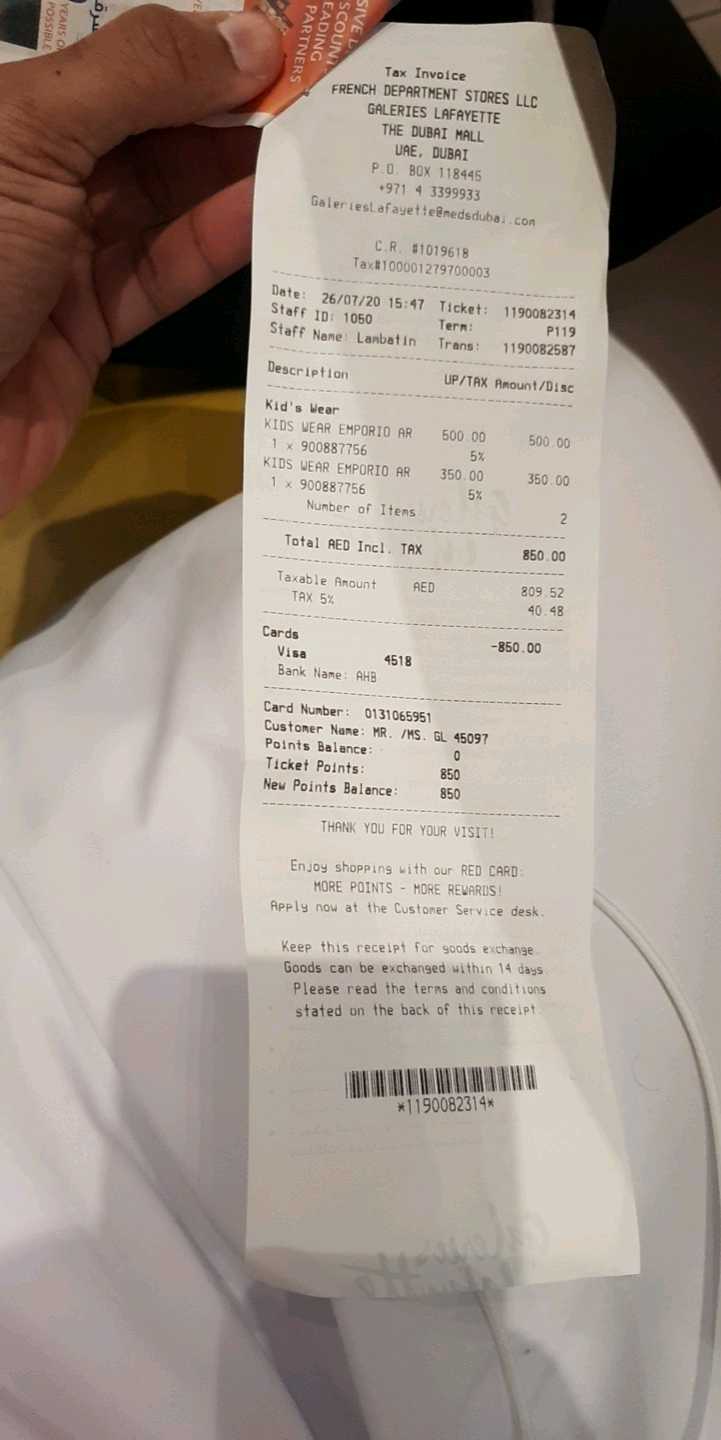 YEARS OF
POSSIBLE
SIVE L
SCOUNT
EADING
PARTNERS
Tax Invoice
FRENCH DEPARTMENT STORES LLC
GALERIES LAFAYETTE
THE DUBAI MALL
UAE, DUBAI
P.O. BOX 118445
+971 4 3399933
GaleriesLafayette@medsdubai.com
C.R. #1019618
Tax#100001279700003
Date: 26/07/20 15:47 Ticket: 1190082314
Staff ID: 1050 Term: P119
Staff Name: Lambatin Trans: 1190082587
Description UP/TAX Amount/Disc
Kid's Wear
KIDS WEAR EMPORIO AR 500.00 500.00
1 x 900887756 5%
KIDS WEAR EMPORIO AR 350.00 350.00
1 x 900887756 5%
Number of Items 2
Total AED Incl. TAX 850.00
Taxable Amount AED 809.52
TAX 5% 40.48
Cards
Visa 4518 -850.00
Bank Name: AHB
Card Number: 0131065951
Customer Name: MR. /MS. GL 45097
Points Balance: 0
Ticket Points: 850
New Points Balance: 850
THANK YOU FOR YOUR VISIT!
Enjoy shopping with our RED CARD:
MORE POINTS - MORE REWARDS!
Apply now at the Customer Service desk.
Keep this receipt for goods exchange.
Goods can be exchanged within 14 days.
Please read the terms and conditions
stated on the back of this receipt.
*1190082314*